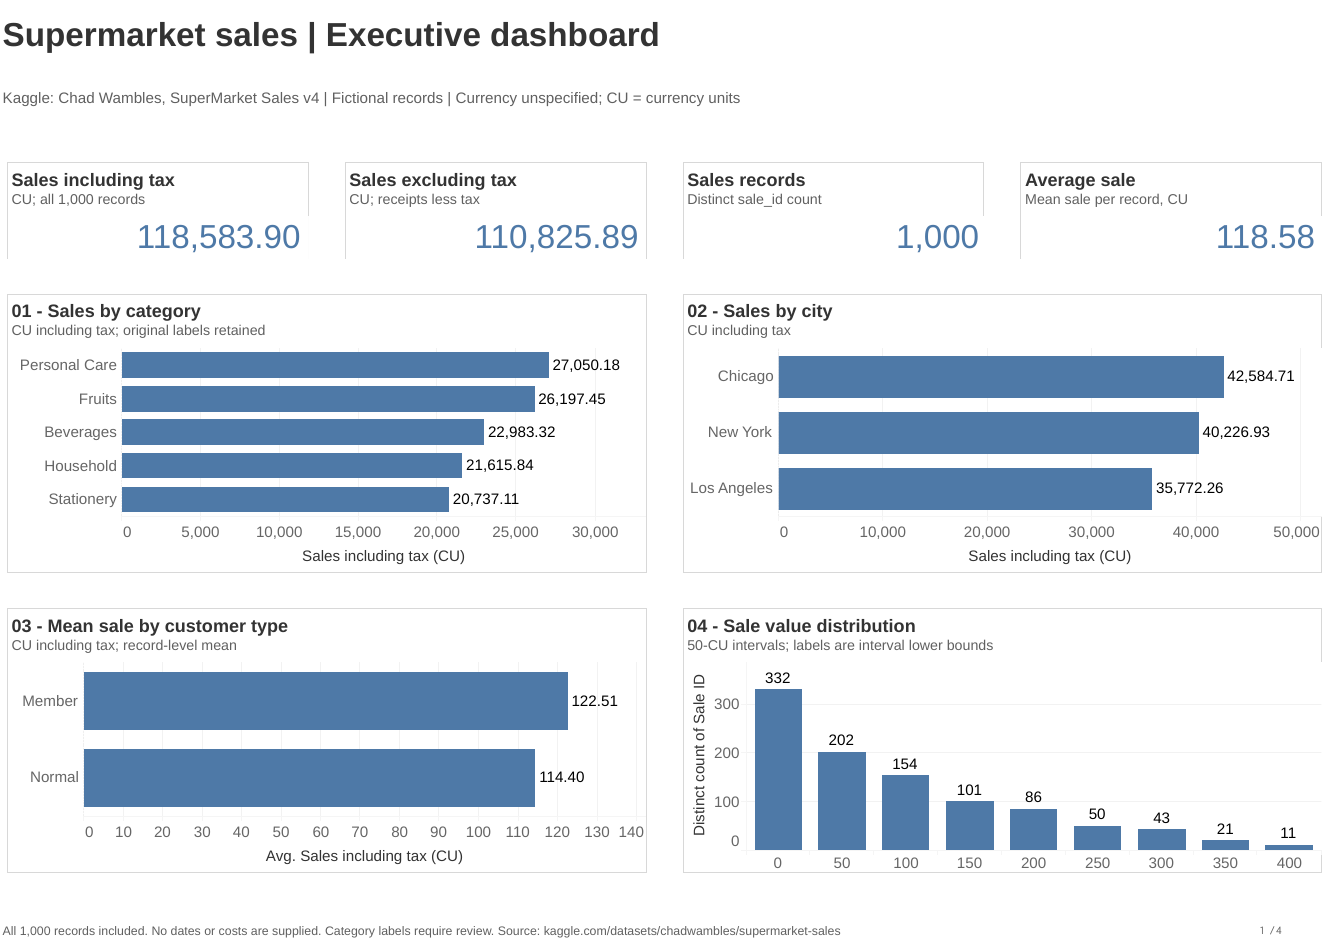 Supermarket sales | Executive dashboard
Kaggle: Chad Wambles, SuperMarket Sales v4 | Fictional records | Currency unspecified; CU = currency units
Sales including tax
CU; all 1,000 records
118,583.90
Sales excluding tax
CU; receipts less tax
110,825.89
Sales records
Distinct sale_id count
1,000
Average sale
Mean sale per record, CU
118.58
01 - Sales by category
CU including tax; original labels retained
Personal Care 27,050.18
Fruits 26,197.45
Beverages 22,983.32
Household 21,615.84
Stationery 20,737.11
0 5,000 10,000 15,000 20,000 25,000 30,000
Sales including tax (CU)
02 - Sales by city
CU including tax
Chicago 42,584.71
New York 40,226.93
Los Angeles 35,772.26
0 10,000 20,000 30,000 40,000 50,000
Sales including tax (CU)
03 - Mean sale by customer type
CU including tax; record-level mean
Member 122.51
Normal 114.40
0 10 20 30 40 50 60 70 80 90 100 110 120 130 140
Avg. Sales including tax (CU)
04 - Sale value distribution
50-CU intervals; labels are interval lower bounds
Distinct count of Sale ID
300
200
100
0
332 202 154 101 86 50 43 21 11
0 50 100 150 200 250 300 350 400
All 1,000 records included. No dates or costs are supplied. Category labels require review. Source: kaggle.com/datasets/chadwambles/supermarket-sales
1 / 4